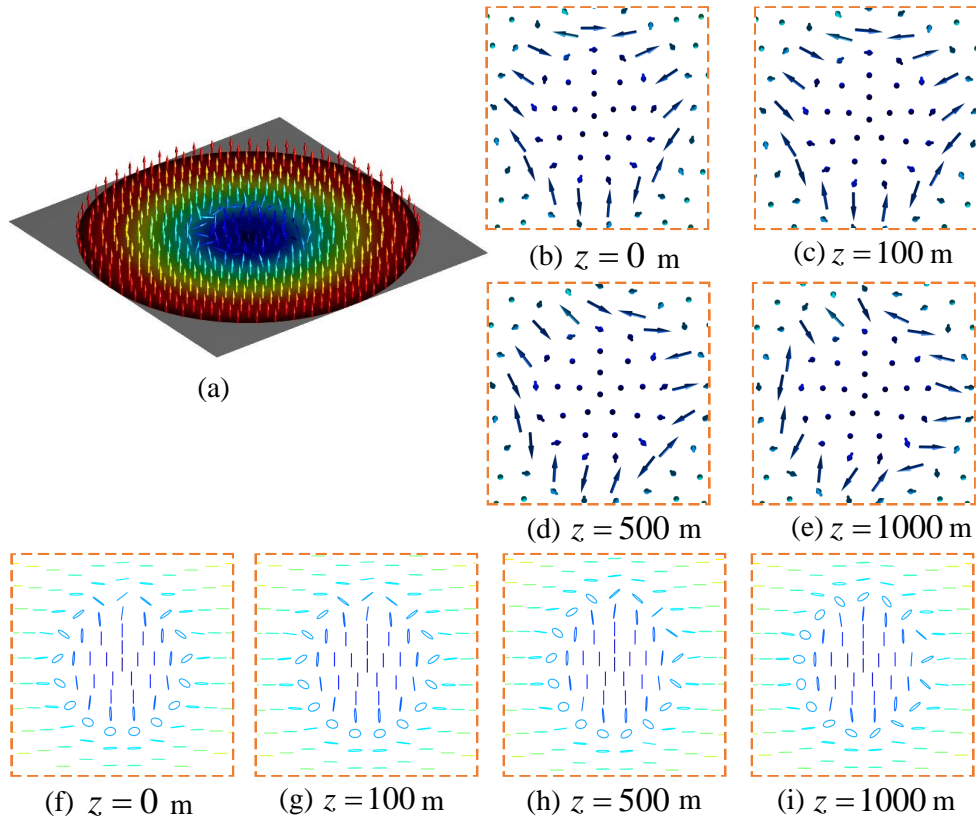 (a)
(b) z = 0 m
(c) z = 100 m
(d) z = 500 m
(e) z = 1000 m
(f) z = 0 m
(g) z = 100 m
(h) z = 500 m
(i) z = 1000 m